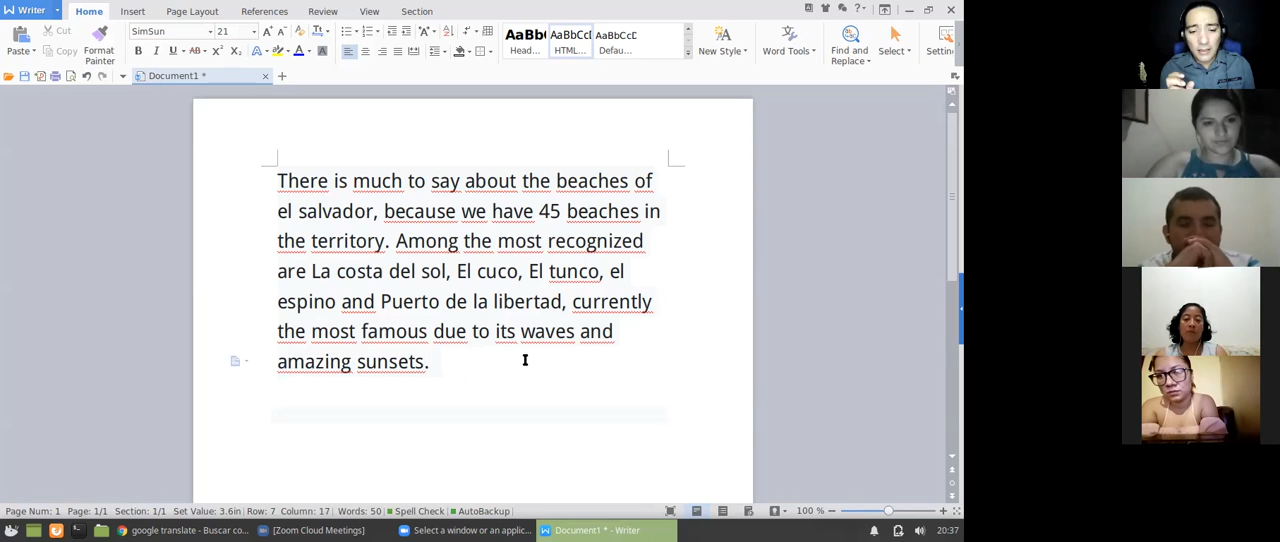 Writer
Home Insert Page Layout References Review View Section
Paste Cut Copy Format Painter SimSun 21 AaBbCcD Head... AaBbCcD HTML... AaBbCcD Defau... New Style Word Tools Find and Replace Select Settin
Document1 *
There is much to say about the beaches of
el salvador, because we have 45 beaches in
the territory. Among the most recognized
are La costa del sol, El cuco, El tunco, el
espino and Puerto de la libertad, currently
the most famous due to its waves and
amazing sunsets.
Page Num: 1 Page: 1/1 Section: 1/1 Set Value: 3.6in Row: 7 Column: 17 Words: 50 Spell Check AutoBackup 100 %
google translate - Buscar co... [Zoom Cloud Meetings] Select a window or an applic... Document1 * - Writer 20:37